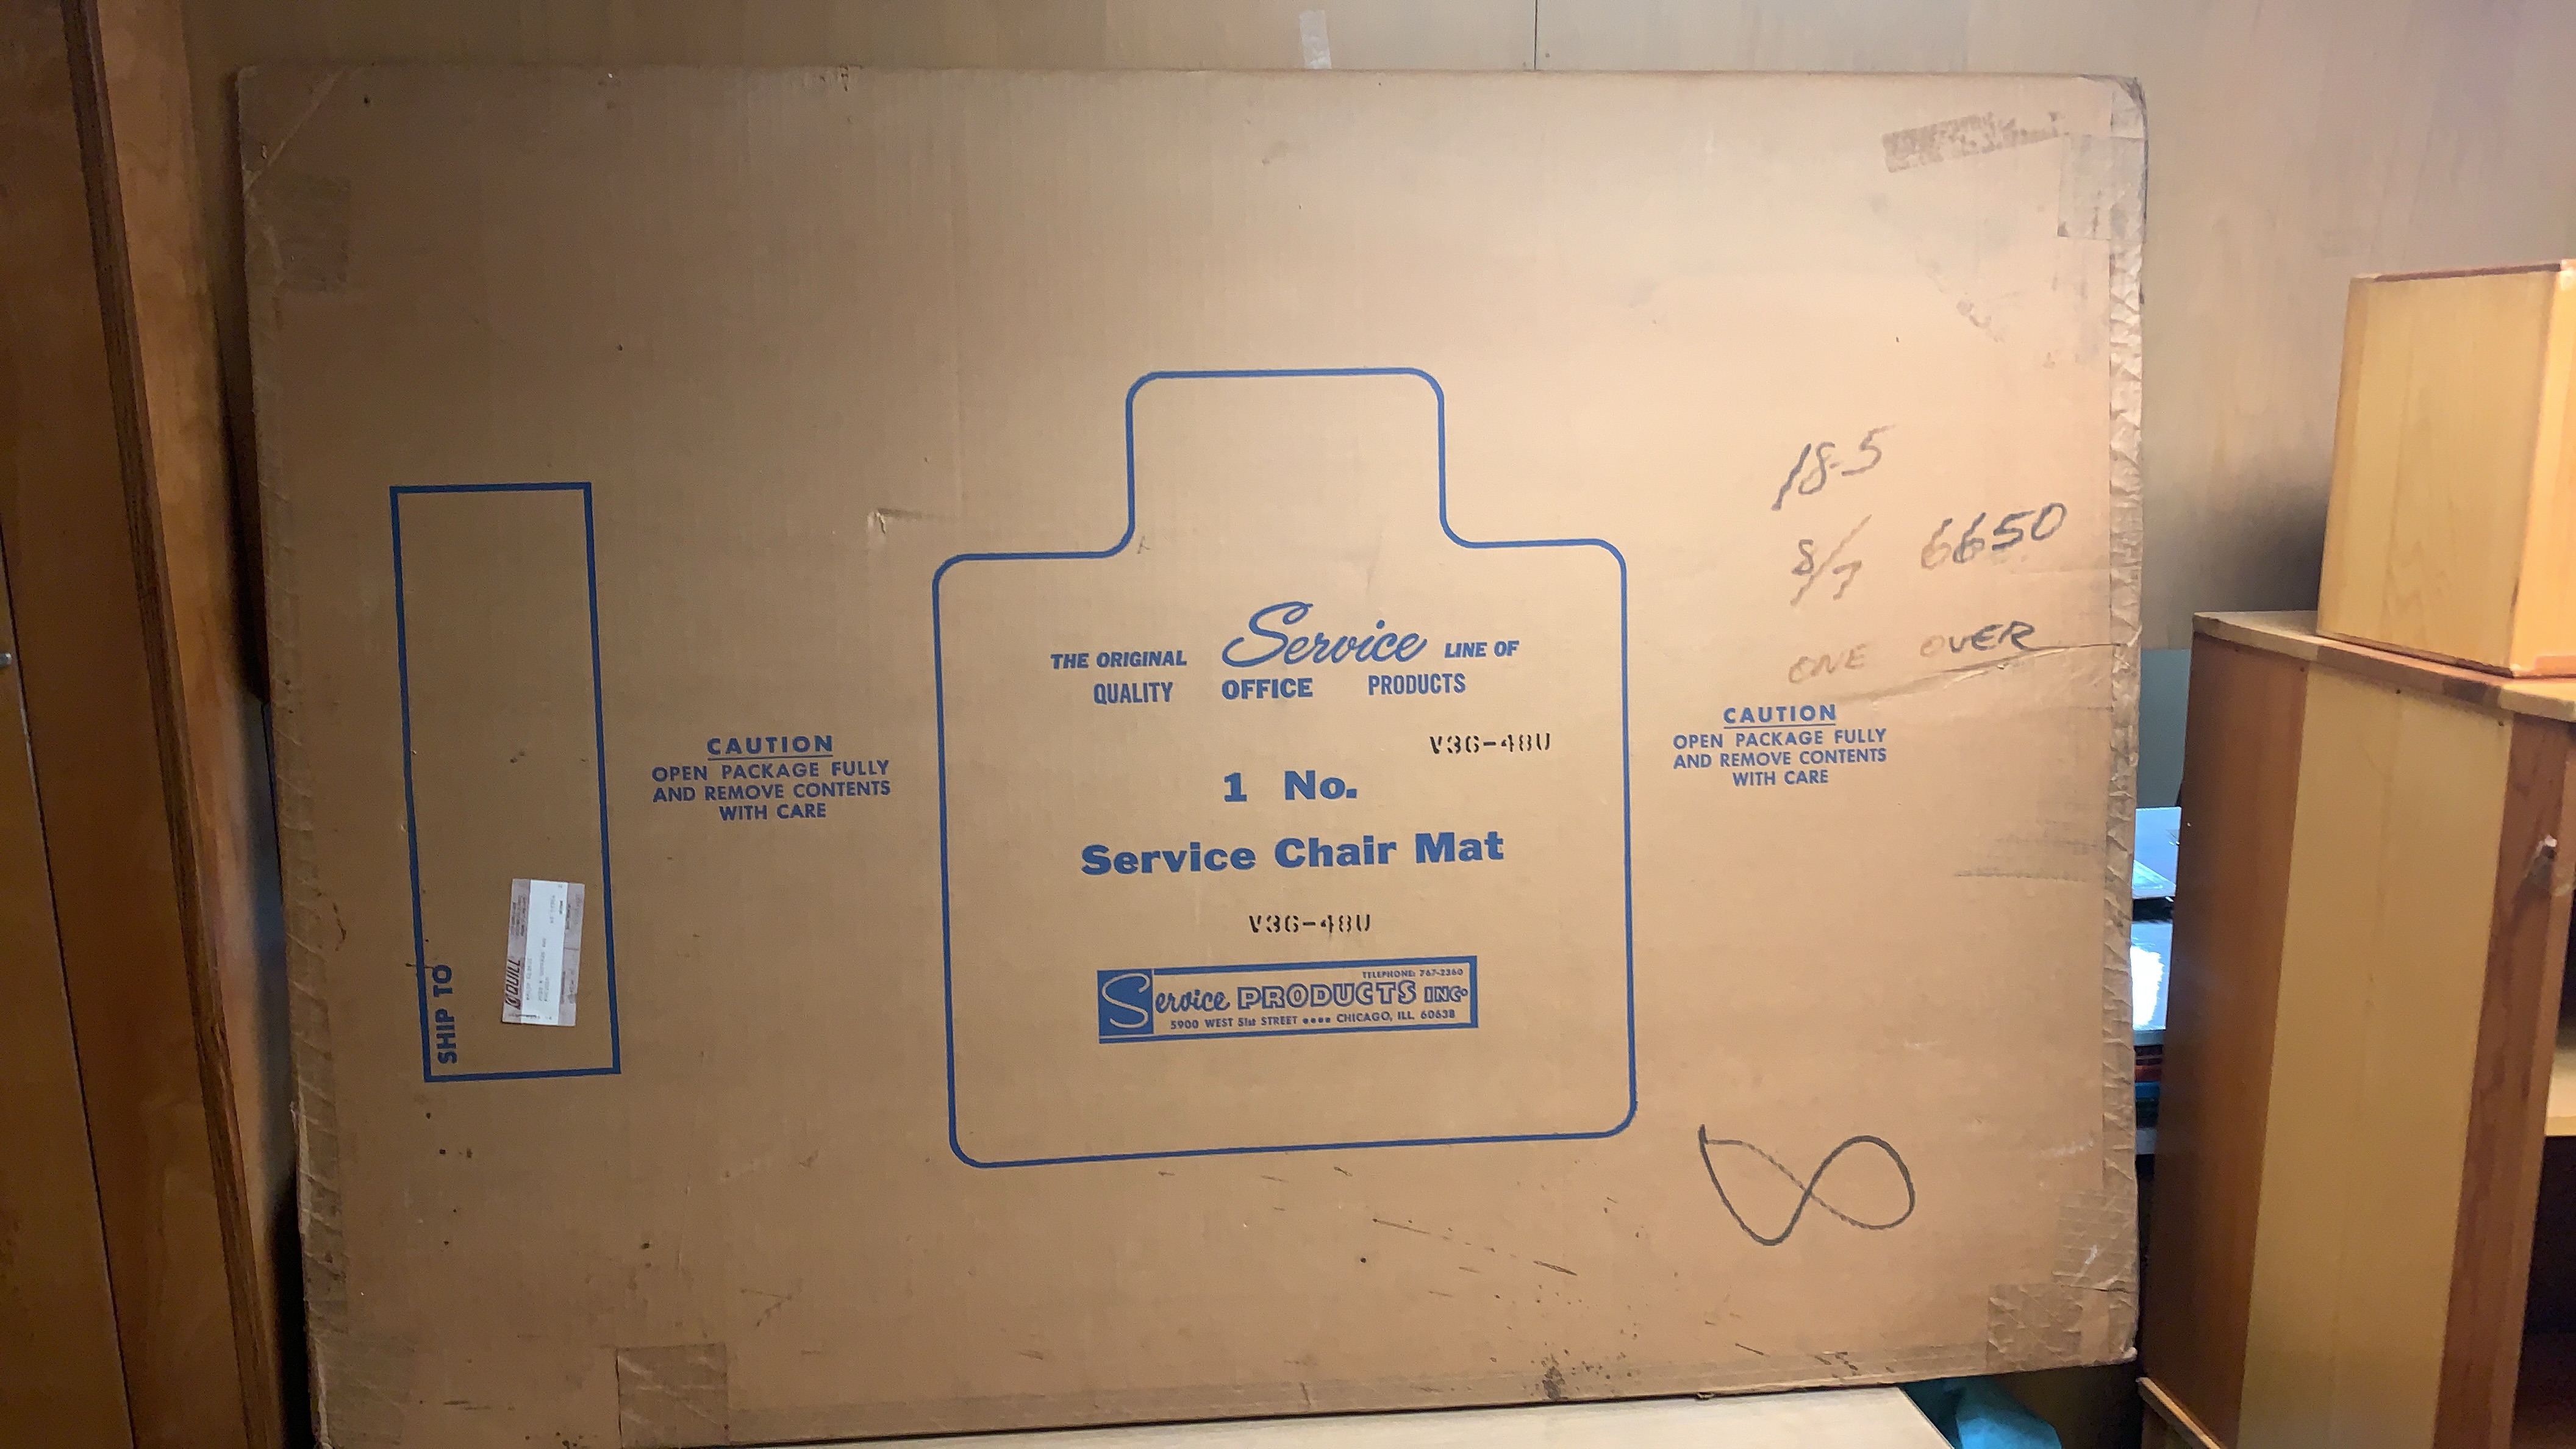 18-5
8/7 6650
ONE OVER
THE ORIGINAL Service LINE OF
QUALITY OFFICE PRODUCTS
V36-48U
1 No.
Service Chair Mat
V36-48U
TELEPHONE: 767-2360
Service PRODUCTS INC.
5900 WEST 51st STREET •••• CHICAGO, ILL. 60638
CAUTION
OPEN PACKAGE FULLY
AND REMOVE CONTENTS
WITH CARE
CAUTION
OPEN PACKAGE FULLY
AND REMOVE CONTENTS
WITH CARE
SHIP TO
QUILL